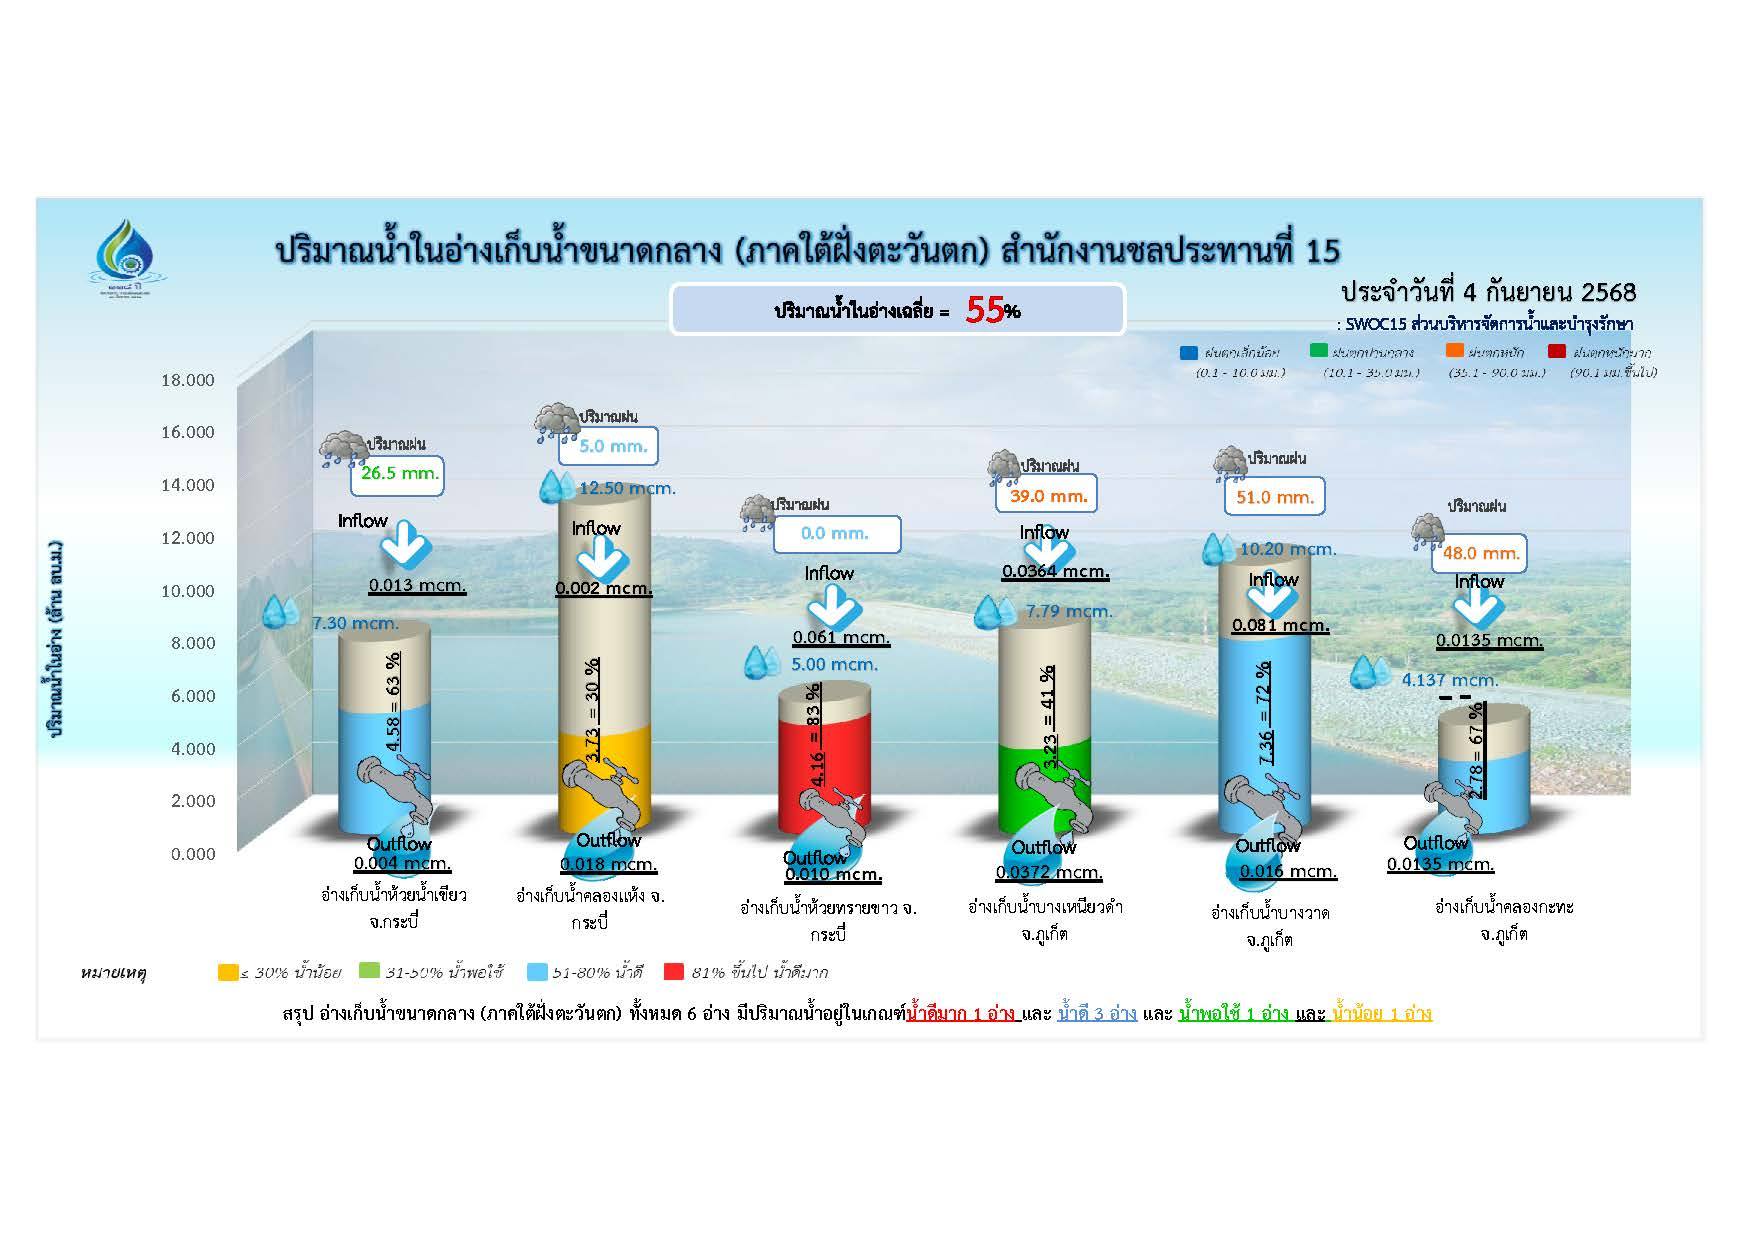 ปริมาณน้ำในอ่างเก็บน้ำขนาดกลาง (ภาคใต้ฝั่งตะวันตก) สำนักงานชลประทานที่ 15
ประจำวันที่ 4 กันยายน 2568
ปริมาณน้ำในอ่างเฉลี่ย = 55%
: SWOC15 ส่วนบริหารจัดการน้ำและบำรุงรักษา
ฝนตกเล็กน้อย
(0.1 - 10.0 มม.)
ฝนตกปานกลาง
(10.1 - 35.0 มม.)
ฝนตกหนัก
(35.1 - 90.0 มม.)
ฝนตกหนักมาก
(90.1 มม.ขึ้นไป)
ปริมาณน้ำในอ่าง (ล้าน ลบ.ม.)
18.000
16.000
14.000
12.000
10.000
8.000
6.000
4.000
2.000
0.000
ปริมาณฝน
26.5 mm.
Inflow
0.013 mcm.
7.30 mcm.
4.58 = 63 %
Outflow
0.004 mcm.
อ่างเก็บน้ำห้วยน้ำเขียว
จ.กระบี่
ปริมาณฝน
5.0 mm.
12.50 mcm.
Inflow
0.002 mcm.
3.73 = 30 %
Outflow
0.018 mcm.
อ่างเก็บน้ำคลองแห้ง จ.
กระบี่
ปริมาณฝน
0.0 mm.
Inflow
0.061 mcm.
5.00 mcm.
4.16 = 83 %
Outflow
0.010 mcm.
อ่างเก็บน้ำห้วยทรายขาว จ.
กระบี่
ปริมาณฝน
39.0 mm.
Inflow
0.0364 mcm.
7.79 mcm.
3.23 = 41 %
Outflow
0.0372 mcm.
อ่างเก็บน้ำบางเหนียวดำ
จ.ภูเก็ต
ปริมาณฝน
51.0 mm.
10.20 mcm.
Inflow
0.081 mcm.
7.36 = 72 %
Outflow
0.016 mcm.
อ่างเก็บน้ำบางวาด
จ.ภูเก็ต
ปริมาณฝน
48.0 mm.
Inflow
0.0135 mcm.
4.137 mcm.
2.78 = 67 %
Outflow
0.0135 mcm.
อ่างเก็บน้ำคลองกะทะ
จ.ภูเก็ต
หมายเหตุ
≤ 30% น้ำน้อย
31-50% น้ำพอใช้
51-80% น้ำดี
81% ขึ้นไป น้ำดีมาก
สรุป อ่างเก็บน้ำขนาดกลาง (ภาคใต้ฝั่งตะวันตก) ทั้งหมด 6 อ่าง มีปริมาณน้ำอยู่ในเกณฑ์น้ำดีมาก 1 อ่าง และ น้ำดี 3 อ่าง และ น้ำพอใช้ 1 อ่าง และ น้ำน้อย 1 อ่าง